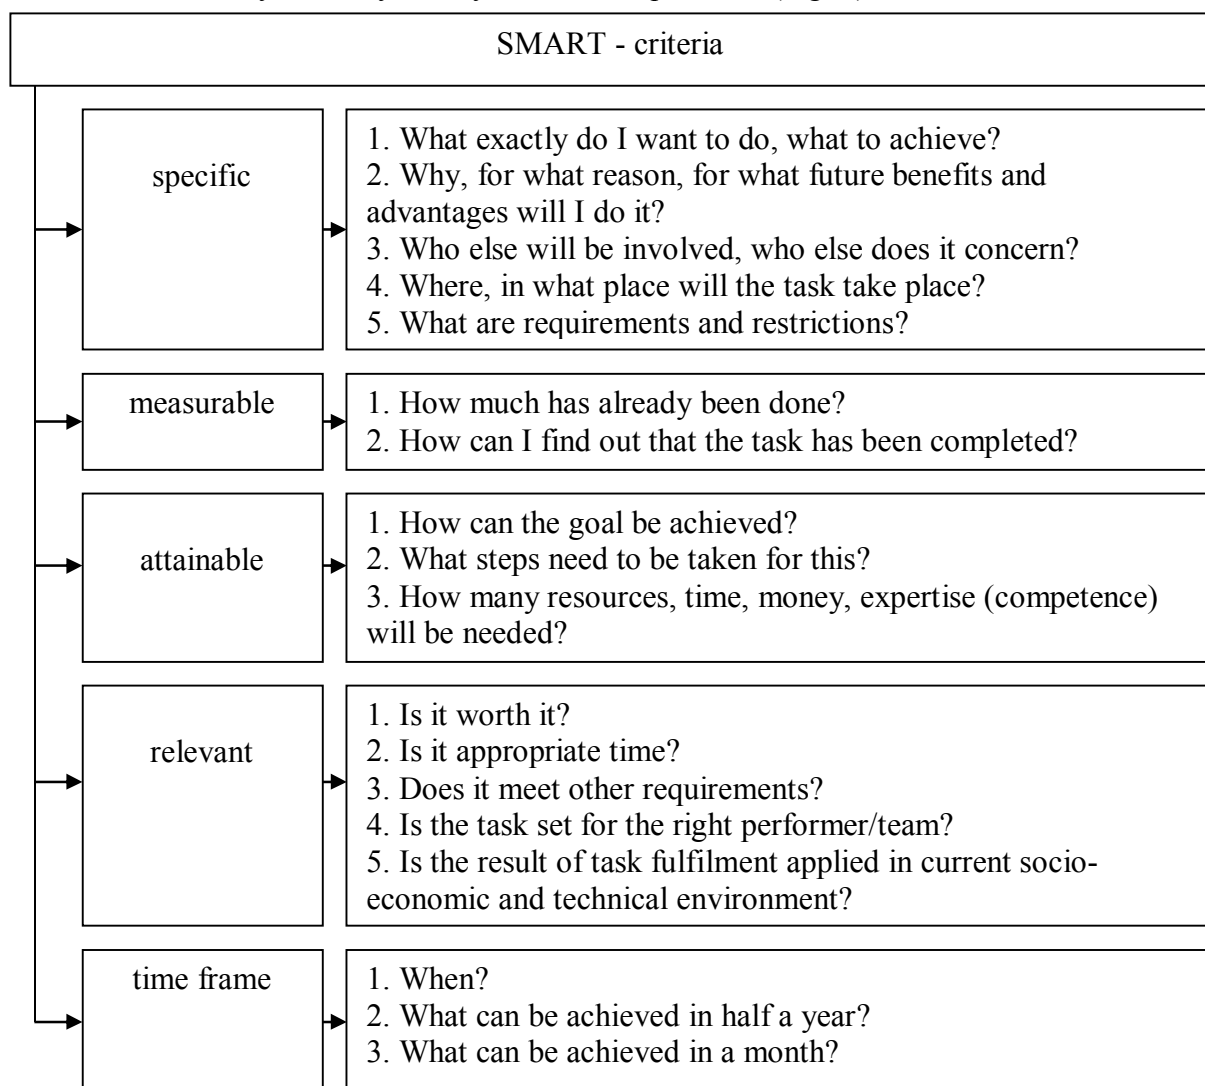 SMART - criteria
specific
1. What exactly do I want to do, what to achieve?
2. Why, for what reason, for what future benefits and
advantages will I do it?
3. Who else will be involved, who else does it concern?
4. Where, in what place will the task take place?
5. What are requirements and restrictions?
measurable
1. How much has already been done?
2. How can I find out that the task has been completed?
attainable
1. How can the goal be achieved?
2. What steps need to be taken for this?
3. How many resources, time, money, expertise (competence)
will be needed?
relevant
1. Is it worth it?
2. Is it appropriate time?
3. Does it meet other requirements?
4. Is the task set for the right performer/team?
5. Is the result of task fulfilment applied in current socio-
economic and technical environment?
time frame
1. When?
2. What can be achieved in half a year?
3. What can be achieved in a month?